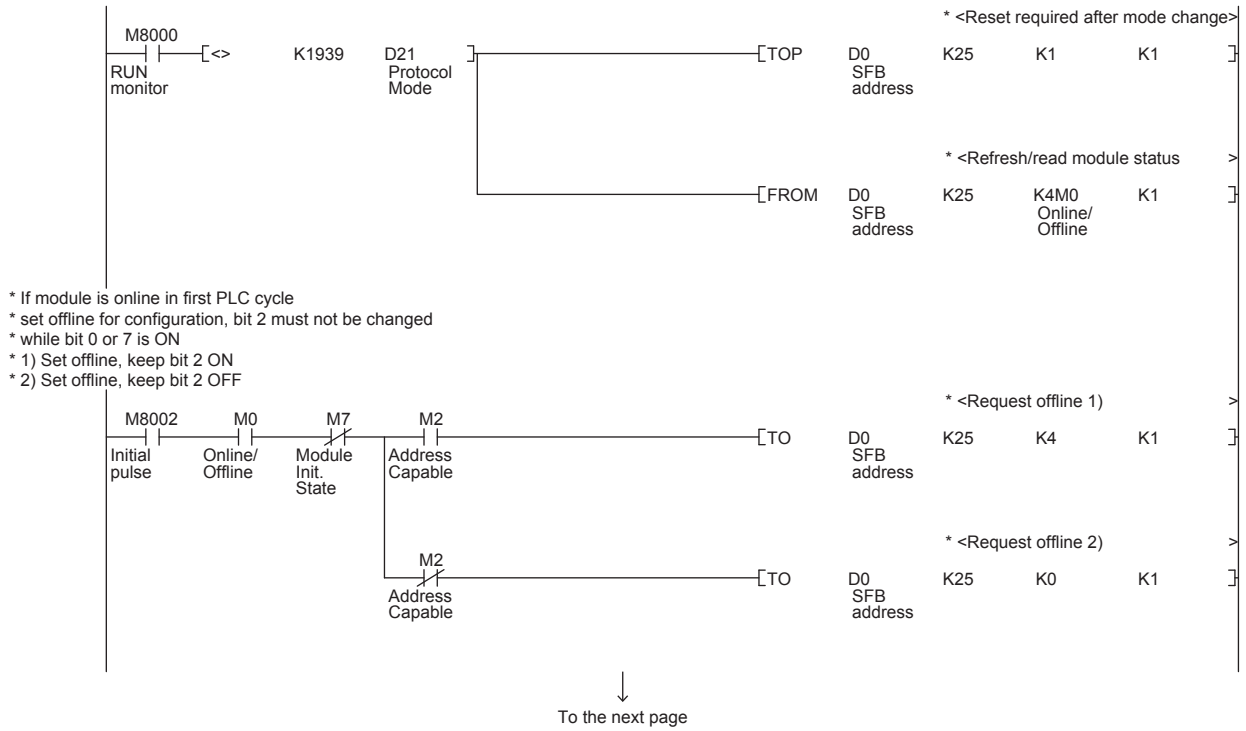 * <Reset required after mode change>
M8000
[<> K1939 D21 ]
[TOP D0 K25 K1 K1 ]
RUN
monitor
Protocol
Mode
SFB
address
* <Refresh/read module status >
[FROM D0 K25 K4M0 K1 ]
SFB
address
Online/
Offline
* If module is online in first PLC cycle
* set offline for configuration, bit 2 must not be changed
* while bit 0 or 7 is ON
* 1) Set offline, keep bit 2 ON
* 2) Set offline, keep bit 2 OFF
* <Request offline 1) >
M8002 M0 M7 M2
[TO D0 K25 K4 K1 ]
Initial
pulse
Online/
Offline
Module
Init.
State
Address
Capable
SFB
address
* <Request offline 2) >
M2
[TO D0 K25 K0 K1 ]
Address
Capable
SFB
address
To the next page